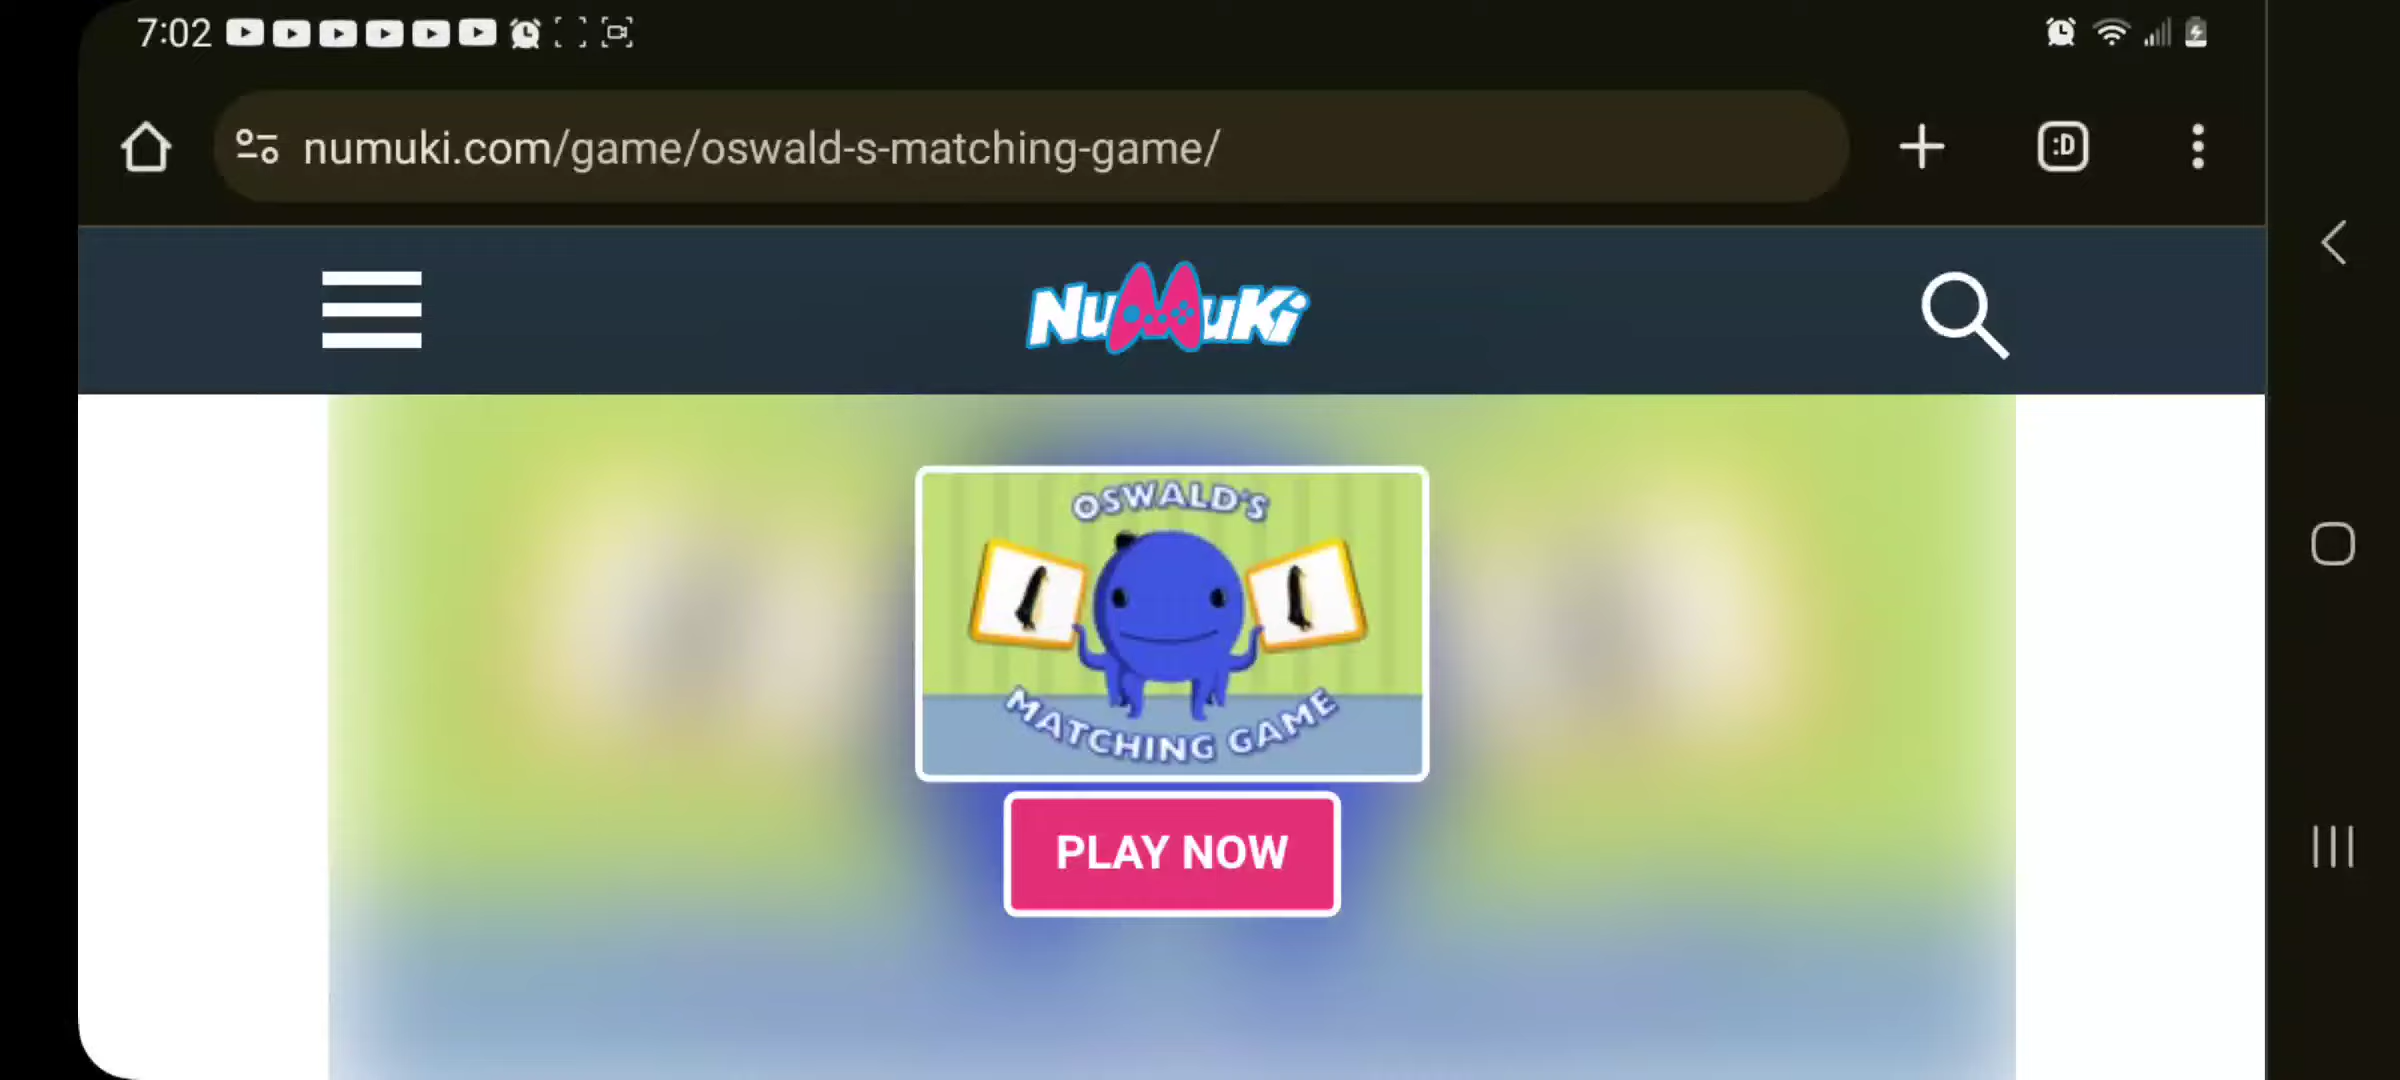 7:02
numuki.com/game/oswald-s-matching-game/
:D
NuMuKi
OSWALD'S
MATCHING GAME
PLAY NOW